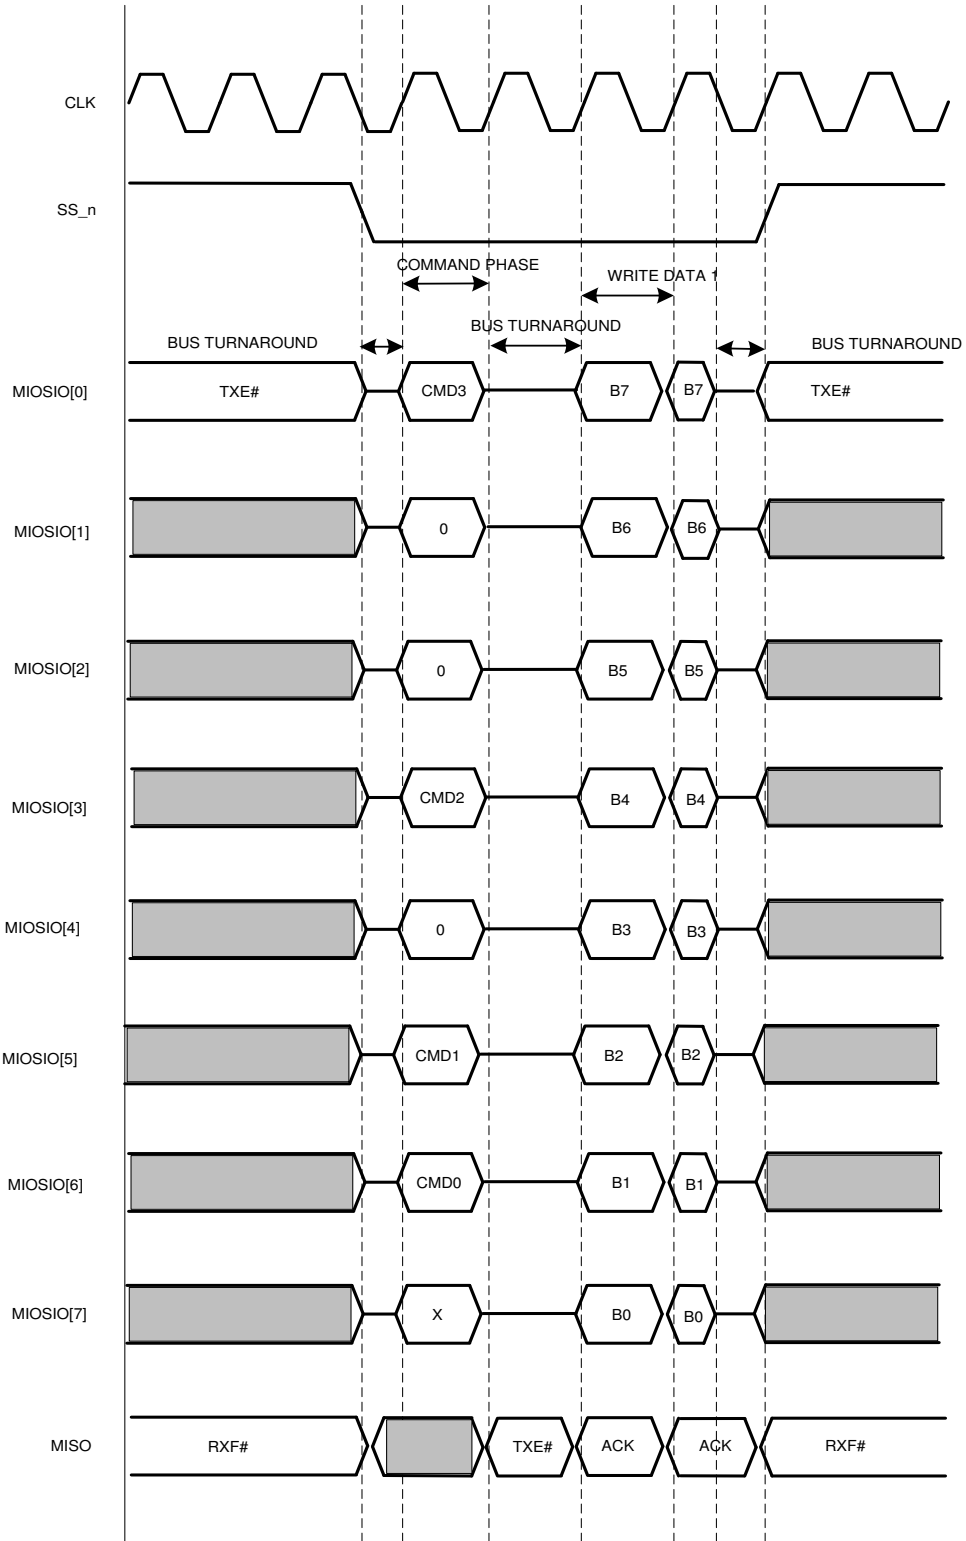 CLK
SS_n
COMMAND PHASE
WRITE DATA 1
BUS TURNAROUND
BUS TURNAROUND
BUS TURNAROUND
MIOSIO[0] TXE# CMD3 B7 B7 TXE#
MIOSIO[1] 0 B6 B6
MIOSIO[2] 0 B5 B5
MIOSIO[3] CMD2 B4 B4
MIOSIO[4] 0 B3 B3
MIOSIO[5] CMD1 B2 B2
MIOSIO[6] CMD0 B1 B1
MIOSIO[7] X B0 B0
MISO RXF# TXE# ACK ACK RXF#